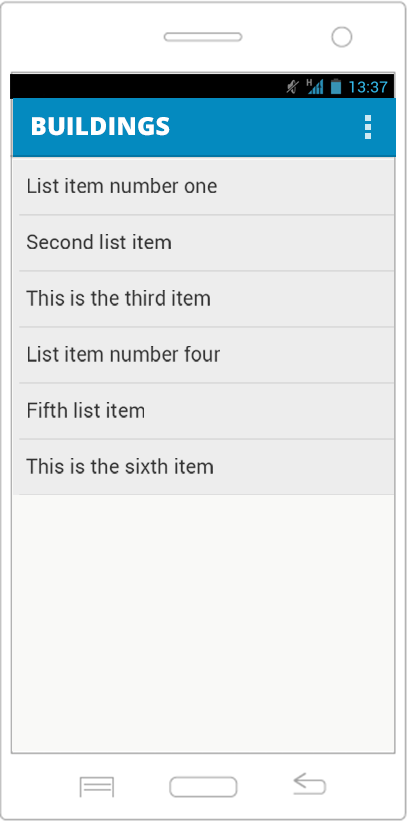 H 13:37
BUILDINGS
List item number one
Second list item
This is the third item
List item number four
Fifth list item
This is the sixth item